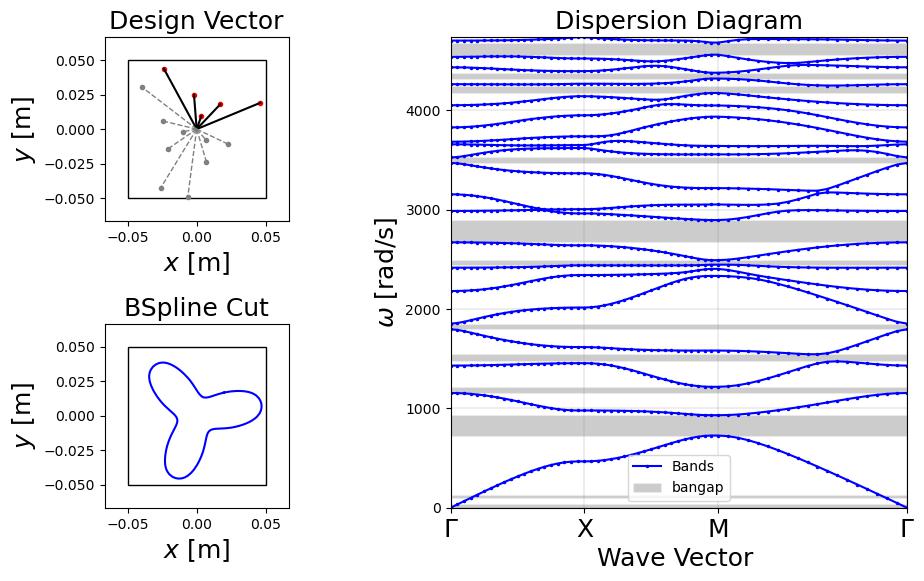 Design Vector
0.050
0.025
0.000
−0.025
−0.050
y [m]
−0.05
0.00
0.05
x [m]
BSpline Cut
0.050
0.025
0.000
−0.025
−0.050
y [m]
−0.05
0.00
0.05
x [m]
Dispersion Diagram
4000
3000
2000
1000
0
ω [rad/s]
Bands
bangap
Γ
X
M
Γ
Wave Vector